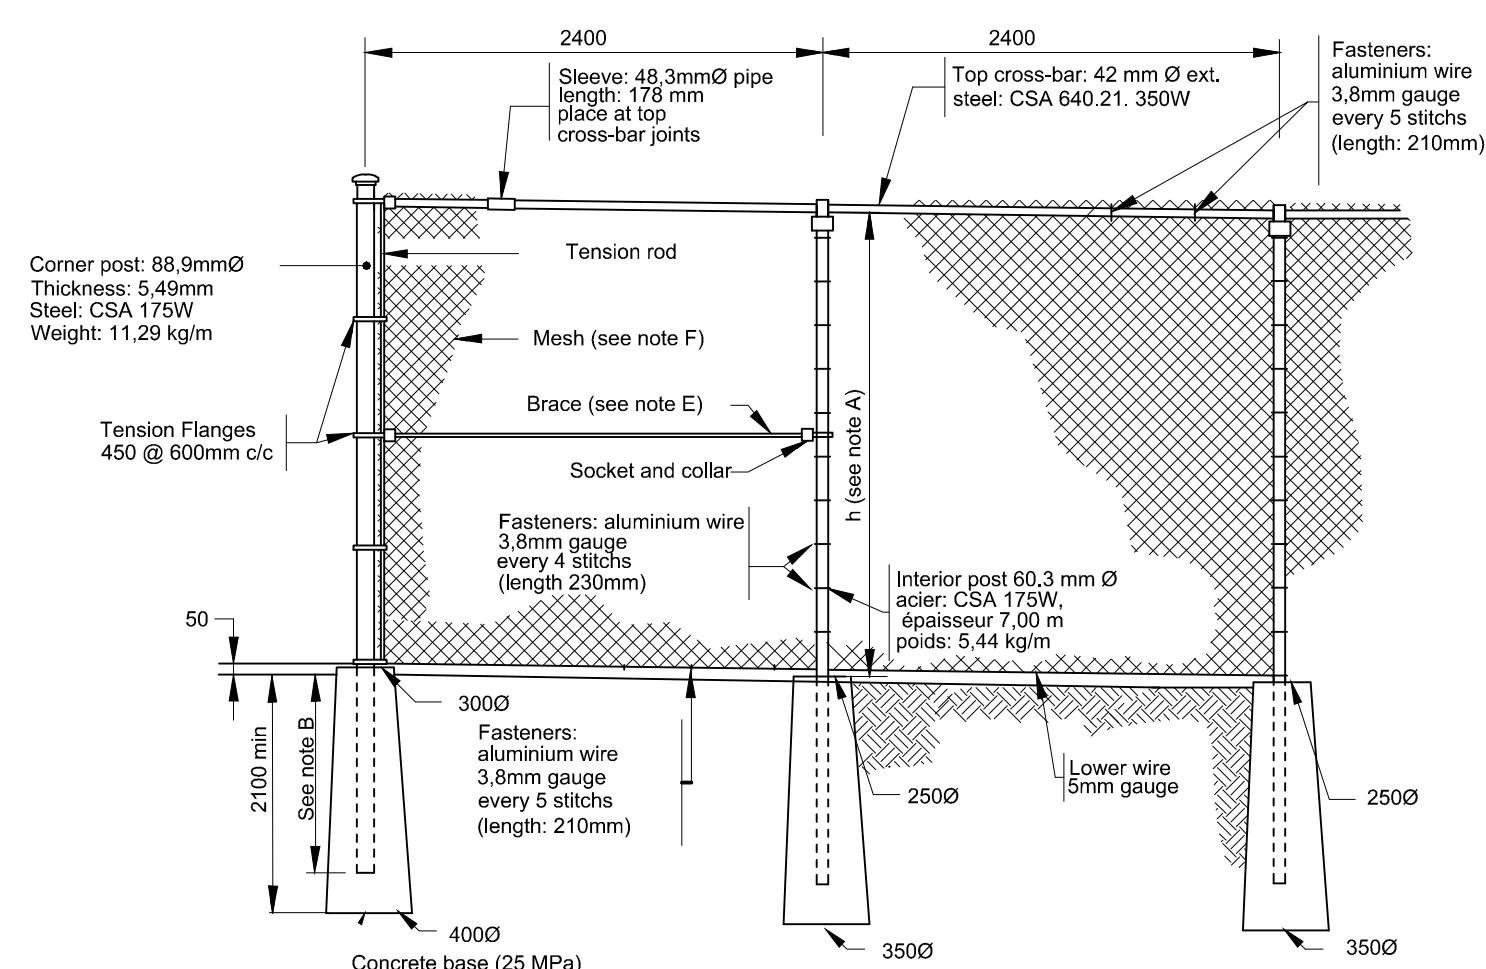 2400
2400
Sleeve: 48,3mmØ pipe
length: 178 mm
place at top
cross-bar joints
Top cross-bar: 42 mm Ø ext.
steel: CSA 640.21. 350W
Fasteners:
aluminium wire
3,8mm gauge
every 5 stitchs
(length: 210mm)
Tension rod
Corner post: 88,9mmØ
Thickness: 5,49mm
Steel: CSA 175W
Weight: 11,29 kg/m
Mesh (see note F)
Brace (see note E)
Tension Flanges
450 @ 600mm c/c
Socket and collar
h (see note A)
Fasteners: aluminium wire
3,8mm gauge
every 4 stitchs
(length 230mm)
Interior post 60.3 mm Ø
acier: CSA 175W,
épaisseur 7,00 m
poids: 5,44 kg/m
50
300Ø
2100 min
See note B
Fasteners:
aluminium wire
3,8mm gauge
every 5 stitchs
(length: 210mm)
250Ø
Lower wire
5mm gauge
250Ø
400Ø
350Ø
350Ø
Concrete base (25 MPa)